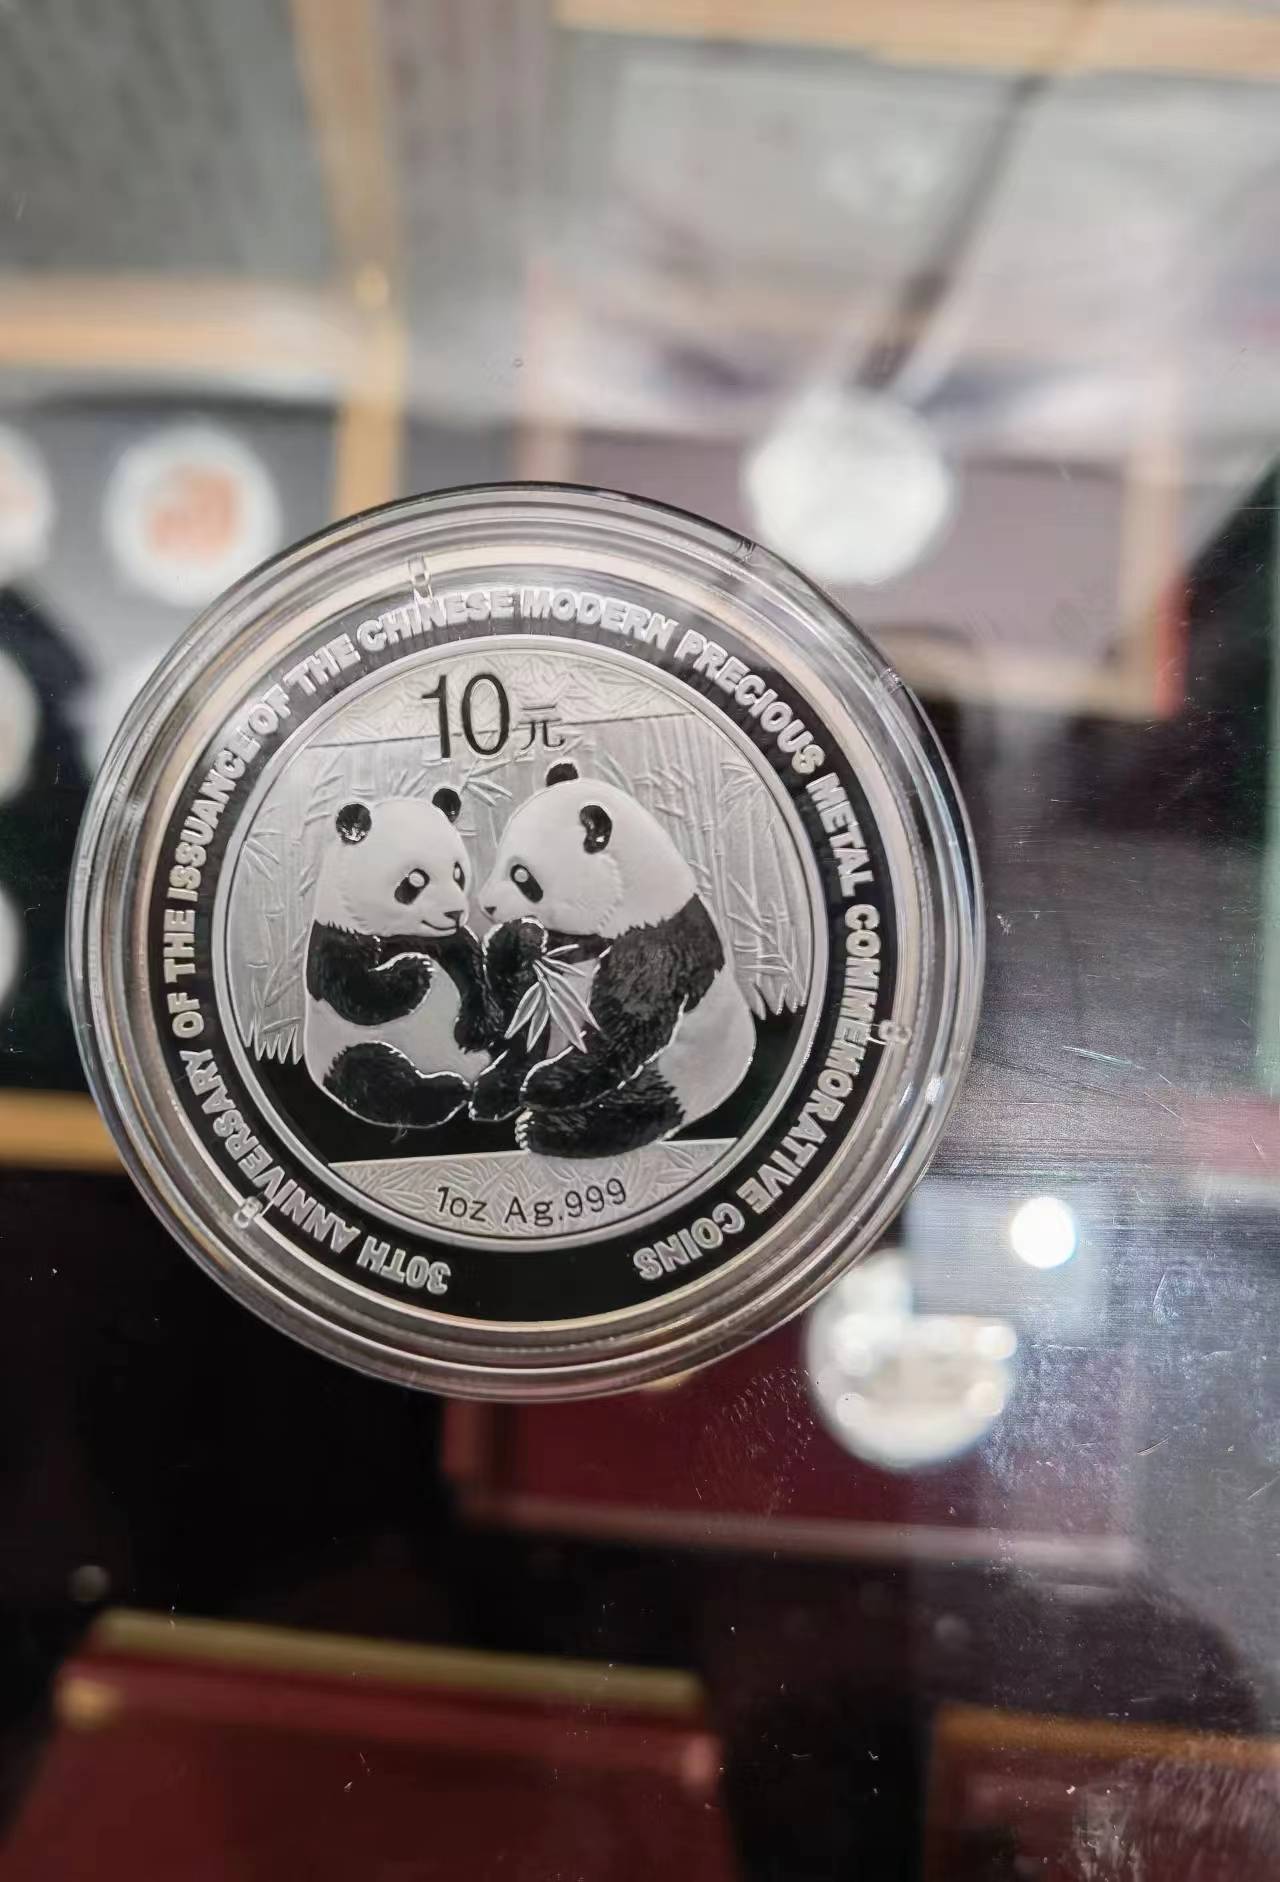 30TH ANNIVERSARY OF THE ISSUANCE OF THE CHINESE MODERN PRECIOUS METAL COMMEMORATIVE COINS
10元
1oz Ag.999